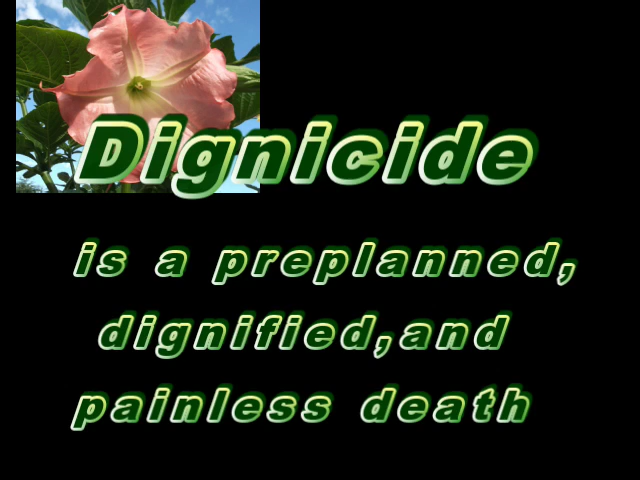 Dignicide
is a preplanned,
dignified,and
painless death